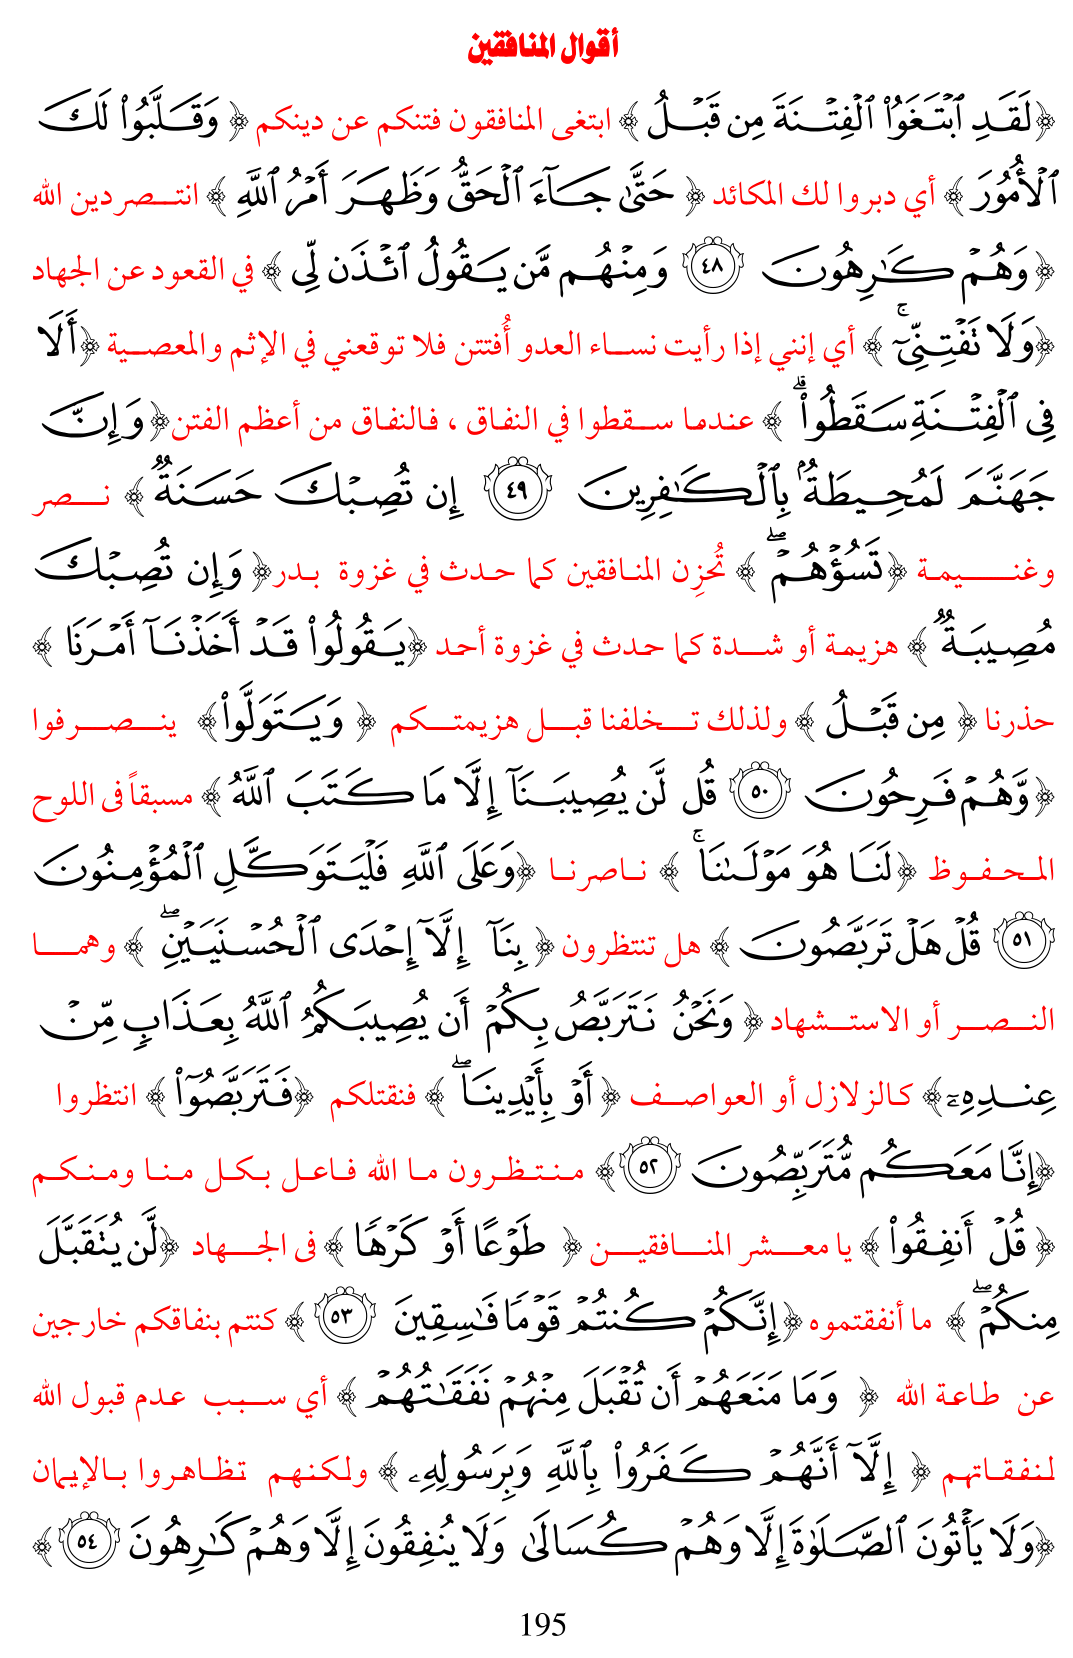 أقوال المنافقين
﴿لَقَدِ ٱبۡتَغَوُاْ ٱلۡفِتۡنَةَ مِن قَبۡلُ﴾ ابتغى المنافقون فتنكم عن دينكم ﴿وَقَلَّبُواْ لَكَ
ٱلۡأُمُورَ﴾ أي دبروا لك المكائد ﴿حَتَّىٰ جَآءَ ٱلۡحَقُّ وَظَهَرَ أَمۡرُ ٱللَّهِ﴾ انتصر دين الله
﴿وَهُمۡ كَٰرِهُونَ ٤٨ وَمِنۡهُم مَّن يَقُولُ ٱئۡذَن لِّي﴾ في القعود عن الجهاد
﴿وَلَا تَفۡتِنِّيٓۚ﴾ أي إنني إذا رأيت نساء العدو أُفتتن فلا توقعني في الإثم والمعصية ﴿أَلَا
فِي ٱلۡفِتۡنَةِ سَقَطُواْۗ﴾ عندما سقطوا في النفاق ، فالنفاق من أعظم الفتن ﴿وَإِنَّ
جَهَنَّمَ لَمُحِيطَةُۢ بِٱلۡكَٰفِرِينَ ٤٩ إِن تُصِبۡكَ حَسَنَةٞ﴾ نصر
وغنيمة ﴿تَسُؤۡهُمۡۖ﴾ تُحزِن المنافقين كما حدث في غزوة بدر ﴿وَإِن تُصِبۡكَ
مُصِيبَةٞ﴾ هزيمة أو شدة كما حدث في غزوة أحد ﴿يَقُولُواْ قَدۡ أَخَذۡنَآ أَمۡرَنَا﴾
حذرنا ﴿مِن قَبۡلُ﴾ ولذلك تخلفنا قبل هزيمتكم ﴿وَيَتَوَلَّواْ﴾ ينصرفوا
﴿وَّهُمۡ فَرِحُونَ ٥٠ قُل لَّن يُصِيبَنَآ إِلَّا مَا كَتَبَ ٱللَّهُ﴾ مسبقاً فى اللوح
المحفوظ ﴿لَنَا هُوَ مَوۡلَىٰنَاۚ﴾ ناصرنا ﴿وَعَلَى ٱللَّهِ فَلۡيَتَوَكَّلِ ٱلۡمُؤۡمِنُونَ
٥١ قُلۡ هَلۡ تَرَبَّصُونَ﴾ هل تنتظرون ﴿بِنَآ إِلَّآ إِحۡدَى ٱلۡحُسۡنَيَيۡنِۖ﴾ وهما
النصر أو الاستشهاد ﴿وَنَحۡنُ نَتَرَبَّصُ بِكُمۡ أَن يُصِيبَكُمُ ٱللَّهُ بِعَذَابٖ مِّنۡ
عِندِهِۦٓ﴾ كالزلازل أو العواصف ﴿أَوۡ بِأَيۡدِينَاۖ﴾ فنقتلكم ﴿فَتَرَبَّصُوٓاْ﴾ انتظروا
﴿إِنَّا مَعَكُم مُّتَرَبِّصُونَ ٥٢﴾ منتظرون ما الله فاعل بكل منا ومنكم
﴿قُلۡ أَنفِقُواْ﴾ يا معشر المنافقين ﴿طَوۡعًا أَوۡ كَرۡهٗا﴾ فى الجهاد ﴿لَّن يُتَقَبَّلَ
مِنكُمۡۖ﴾ ما أنفقتموه ﴿إِنَّكُمۡ كُنتُمۡ قَوۡمٗا فَٰسِقِينَ ٥٣﴾ كنتم بنفاقكم خارجين
عن طاعة الله ﴿وَمَا مَنَعَهُمۡ أَن تُقۡبَلَ مِنۡهُمۡ نَفَقَٰتُهُمۡ﴾ أي سبب عدم قبول الله
لنفقاتهم ﴿إِلَّآ أَنَّهُمۡ كَفَرُواْ بِٱللَّهِ وَبِرَسُولِهِۦ﴾ ولكنهم تظاهروا بالإيمان
﴿وَلَا يَأۡتُونَ ٱلصَّلَوٰةَ إِلَّا وَهُمۡ كُسَالَىٰ وَلَا يُنفِقُونَ إِلَّا وَهُمۡ كَٰرِهُونَ ٥٤﴾
195